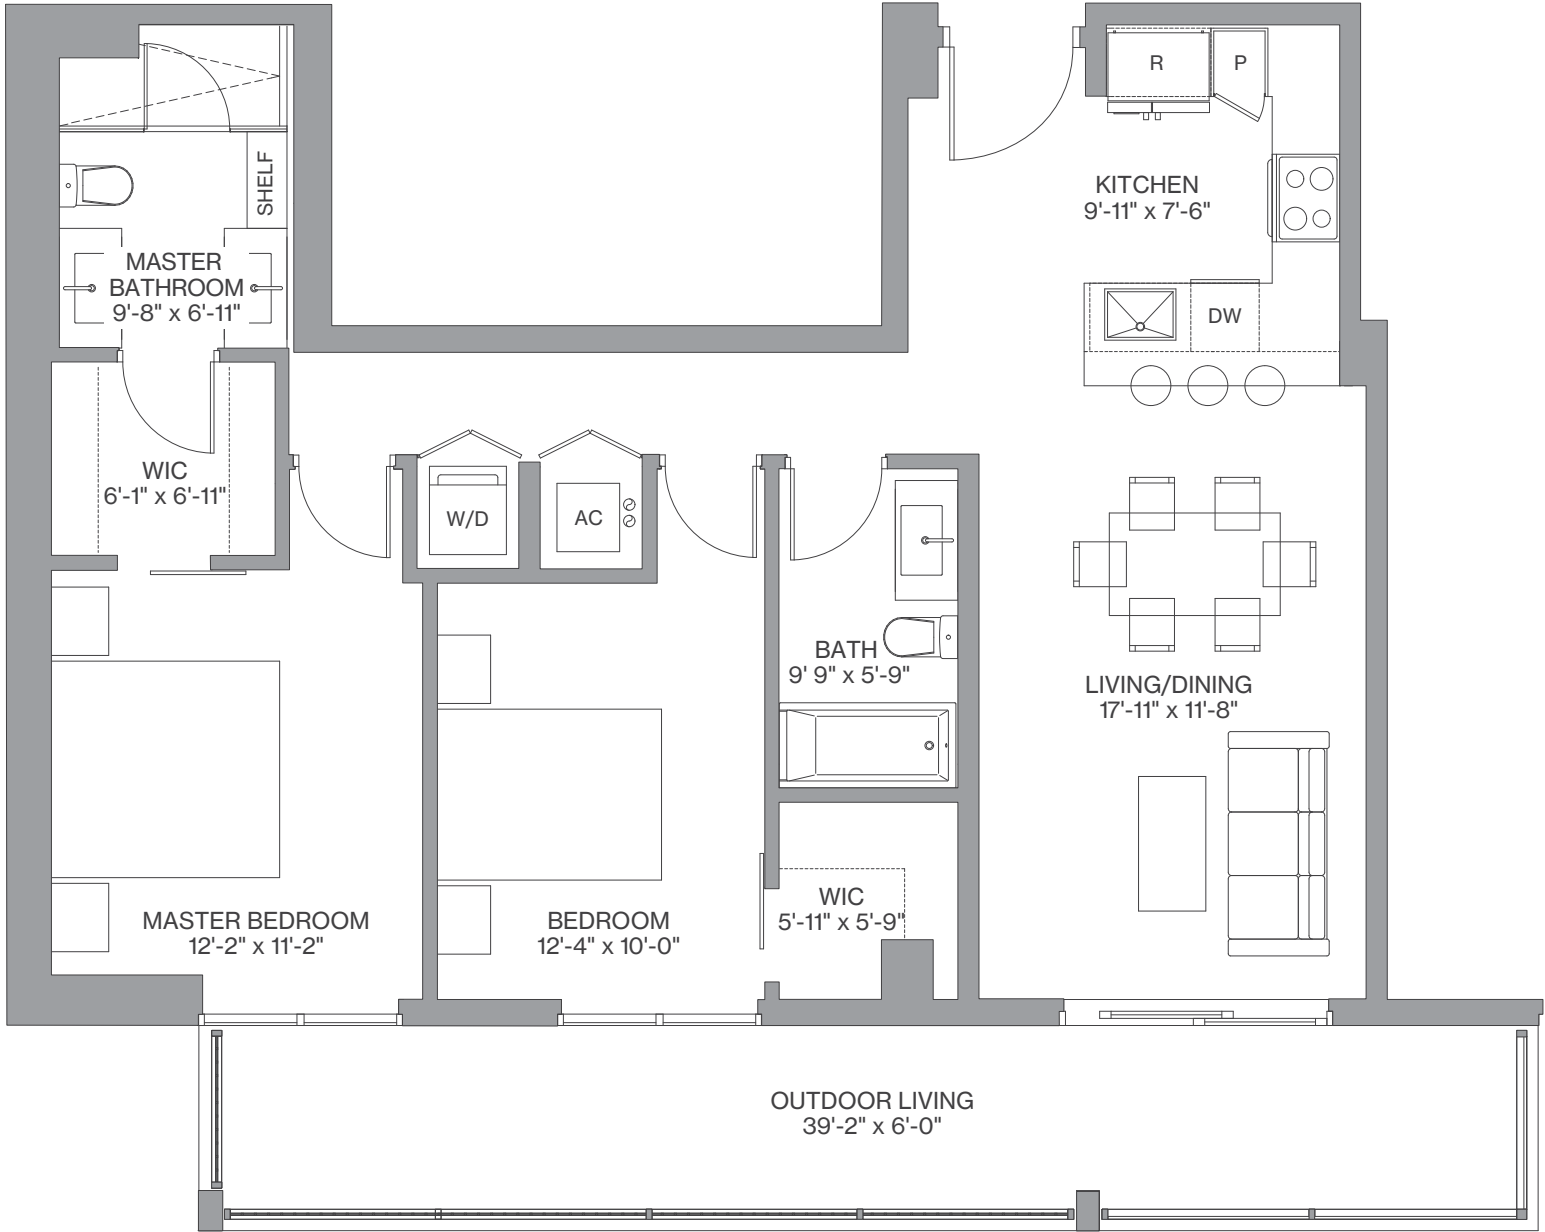 R
P
KITCHEN
9'-11" x 7'-6"
SHELF
MASTER
BATHROOM
9'-8" x 6'-11"
DW
WIC
6'-1" x 6'-11"
W/D
AC
BATH
9' 9" x 5'-9"
LIVING/DINING
17'-11" x 11'-8"
MASTER BEDROOM
12'-2" x 11'-2"
BEDROOM
12'-4" x 10'-0"
WIC
5'-11" x 5'-9"
OUTDOOR LIVING
39'-2" x 6'-0"